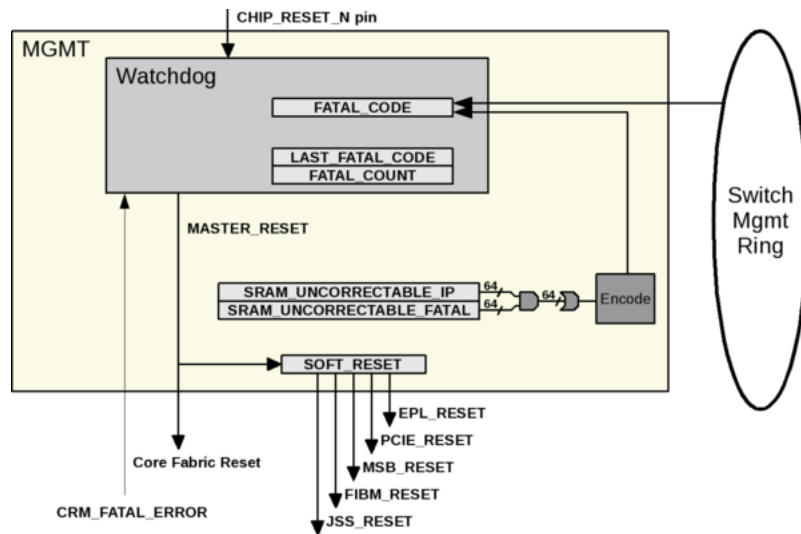 CHIP_RESET_N pin
MGMT
Watchdog
FATAL_CODE
LAST_FATAL_CODE
FATAL_COUNT
Switch
Mgmt
Ring
MASTER_RESET
SRAM_UNCORRECTABLE_IP
64
64
Encode
SRAM_UNCORRECTABLE_FATAL
64
SOFT_RESET
EPL_RESET
PCIE_RESET
Core Fabric Reset
MSB_RESET
FIBM_RESET
CRM_FATAL_ERROR
JSS_RESET